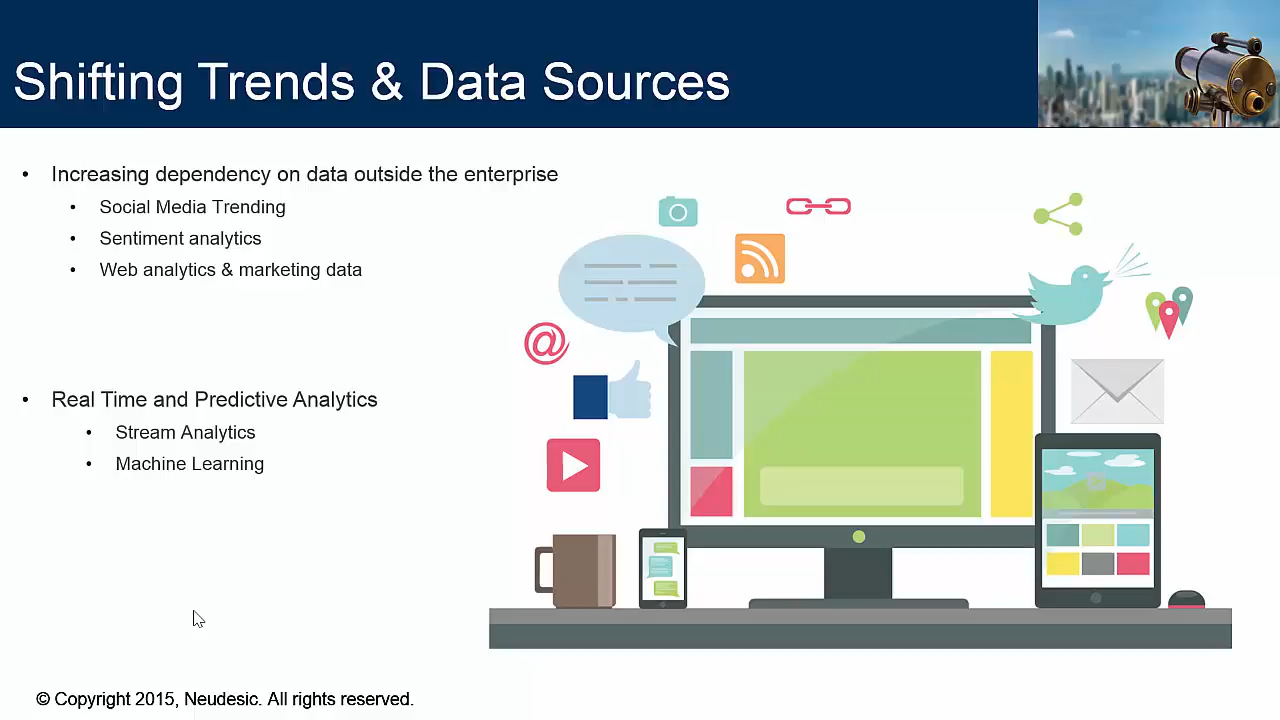 Shifting Trends & Data Sources
• Increasing dependency on data outside the enterprise
• Social Media Trending
• Sentiment analytics
• Web analytics & marketing data
• Real Time and Predictive Analytics
• Stream Analytics
• Machine Learning
@
© Copyright 2015, Neudesic. All rights reserved.